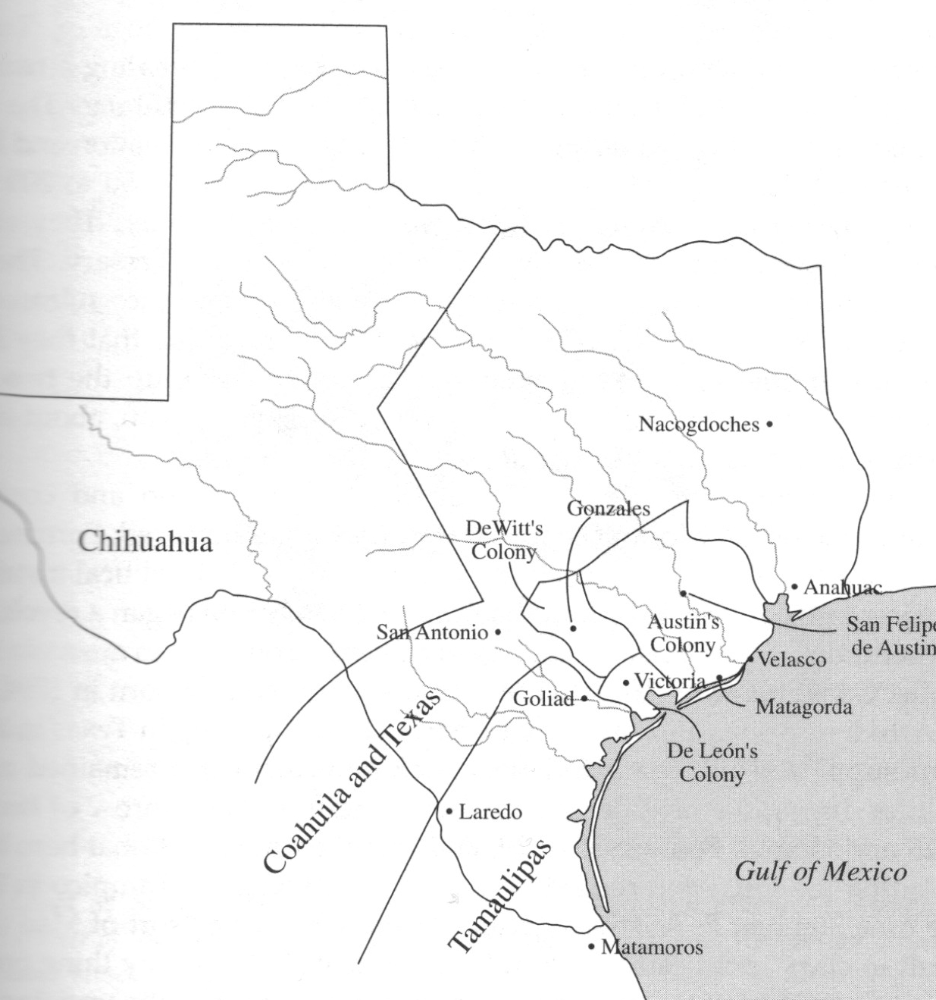 Nacogdoches
Gonzales
DeWitt's
Colony
Chihuahua
Anahuac
San Antonio
Austin's
Colony
San Felipe
de Austin
Velasco
Victoria
Goliad
Matagorda
De León's
Colony
Coahuila and Texas
Laredo
Tamaulipas
Gulf of Mexico
Matamoros